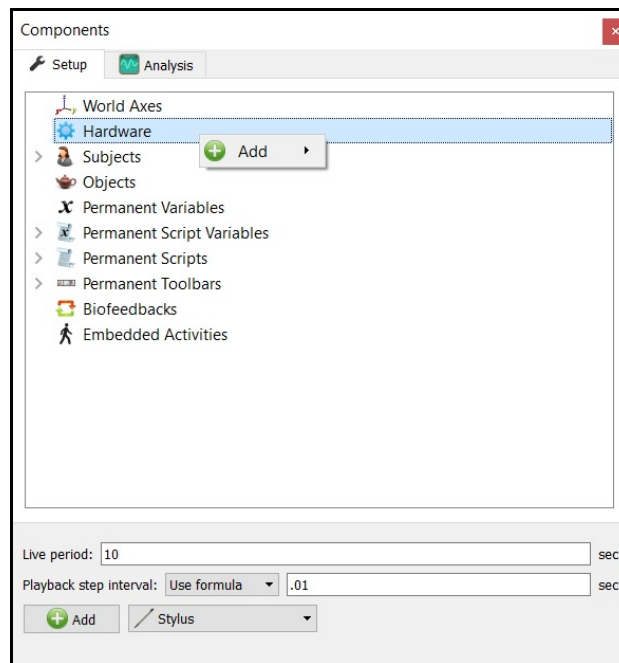 Components
Setup Analysis
World Axes
Hardware
Add
Subjects
Objects
x Permanent Variables
Permanent Script Variables
Permanent Scripts
Permanent Toolbars
Biofeedbacks
Embedded Activities
Live period: 10 sec
Playback step interval: Use formula .01 sec
Add Stylus